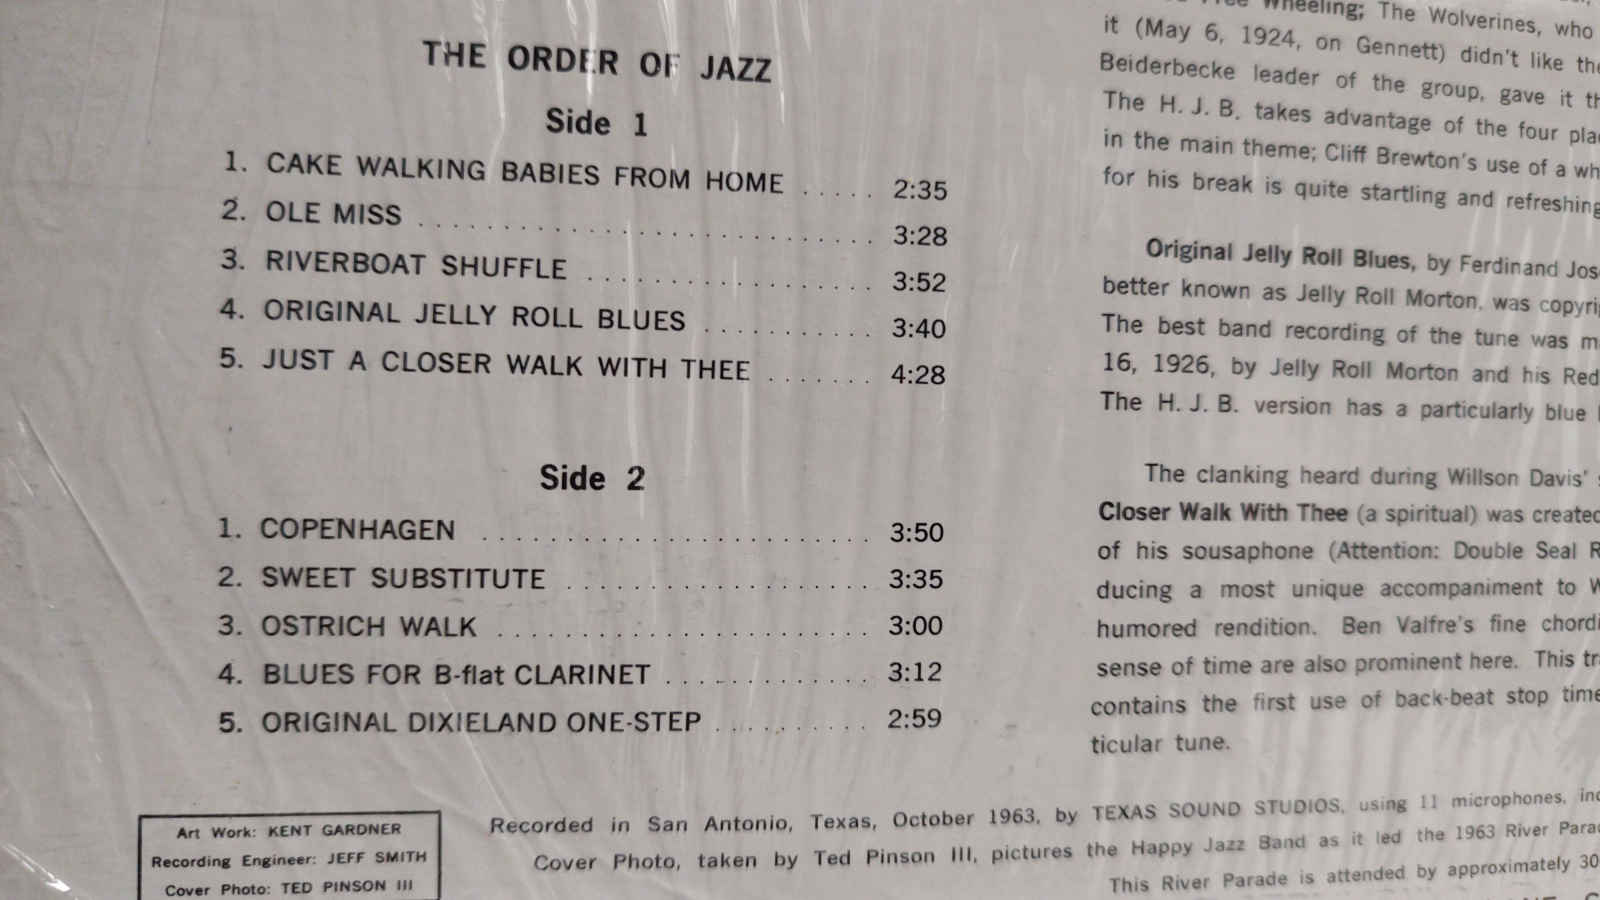 THE ORDER OF JAZZ
Side 1
1. CAKE WALKING BABIES FROM HOME ..... 2:35
2. OLE MISS ........................... 3:28
3. RIVERBOAT SHUFFLE ................. 3:52
4. ORIGINAL JELLY ROLL BLUES .......... 3:40
5. JUST A CLOSER WALK WITH THEE ....... 4:28
Side 2
1. COPENHAGEN ........................ 3:50
2. SWEET SUBSTITUTE .................. 3:35
3. OSTRICH WALK ...................... 3:00
4. BLUES FOR B-flat CLARINET ............ 3:12
5. ORIGINAL DIXIELAND ONE-STEP ......... 2:59
Art Work: KENT GARDNER
Recording Engineer: JEFF SMITH
Cover Photo: TED PINSON III
Wheeling; The Wolverines, who
it (May 6, 1924, on Gennett) didn't like
Beiderbecke leader of the group, gave it
The H. J. B. takes advantage of the four
in the main theme; Cliff Brewton's use of a
for his break is quite startling and refreshing
Original Jelly Roll Blues, by Ferdinand
better known as Jelly Roll Morton, was
The best band recording of the tune was
16, 1926, by Jelly Roll Morton and his Red
The H. J. B. version has a particularly blue
The clanking heard during Willson Davis'
Closer Walk With Thee (a spiritual) was created
of his sousaphone (Attention: Double Seal
ducing a most unique accompaniment to
humored rendition. Ben Valfre's fine
sense of time are also prominent here. This
contains the first use of back-beat stop time
ticular tune.
Recorded in San Antonio, Texas, October 1963, by TEXAS SOUND STUDIOS, using 11 microphones,
Cover Photo, taken by Ted Pinson III, pictures the Happy Jazz Band as it led the 1963 River
This River Parade is attended by approximately